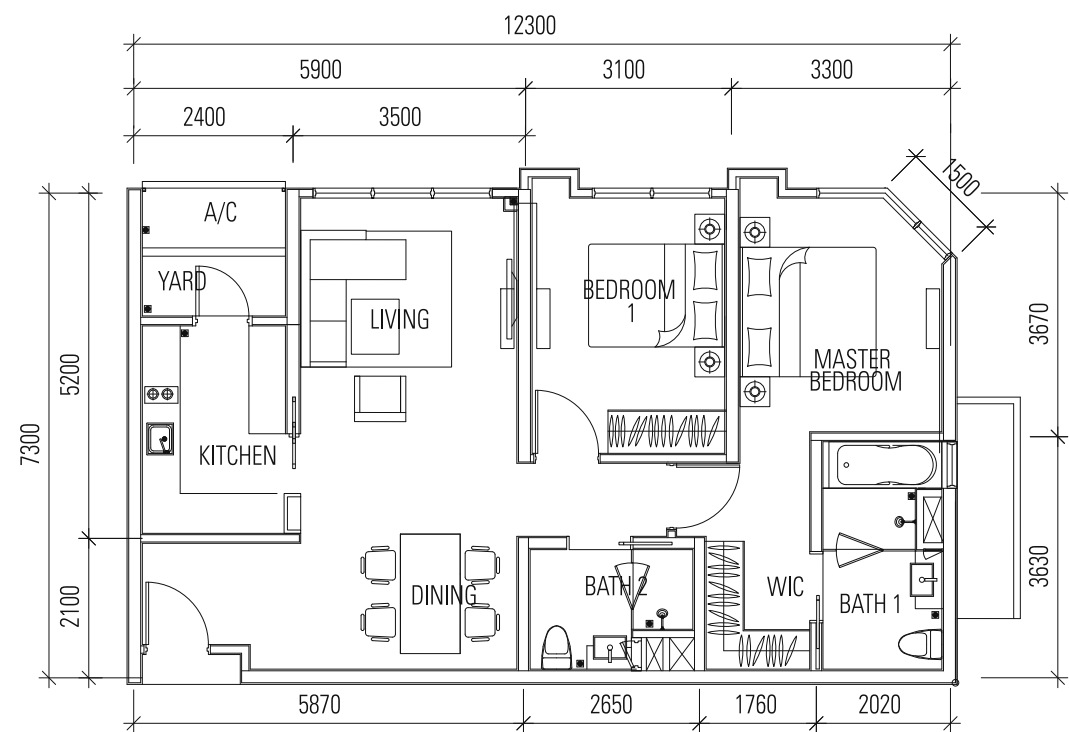 12300
5900
3100
3300
2400
3500
1500
A/C
YARD
LIVING
BEDROOM
1
MASTER
BEDROOM
KITCHEN
DINING
BATH 2
WIC
BATH 1
7300
5200
2100
3670
3630
5870
2650
1760
2020